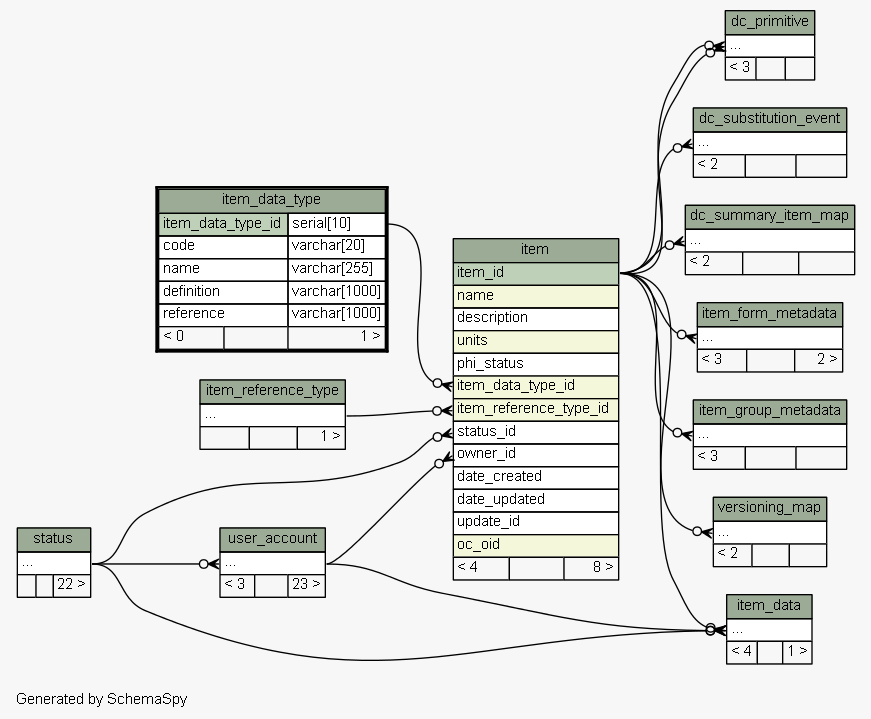 dc_primitive
...
< 3
dc_substitution_event
...
< 2
item_data_type
item_data_type_id serial[10]
code varchar[20]
name varchar[255]
definition varchar[1000]
reference varchar[1000]
< 0 1 >
dc_summary_item_map
...
< 2
item
item_id
name
description
units
phi_status
item_data_type_id
item_reference_type_id
status_id
owner_id
date_created
date_updated
update_id
oc_oid
< 4 8 >
item_form_metadata
...
< 3 2 >
item_reference_type
...
1 >
item_group_metadata
...
< 3
versioning_map
...
< 2
status
...
22 >
user_account
...
< 3 23 >
item_data
...
< 4 1 >
Generated by SchemaSpy